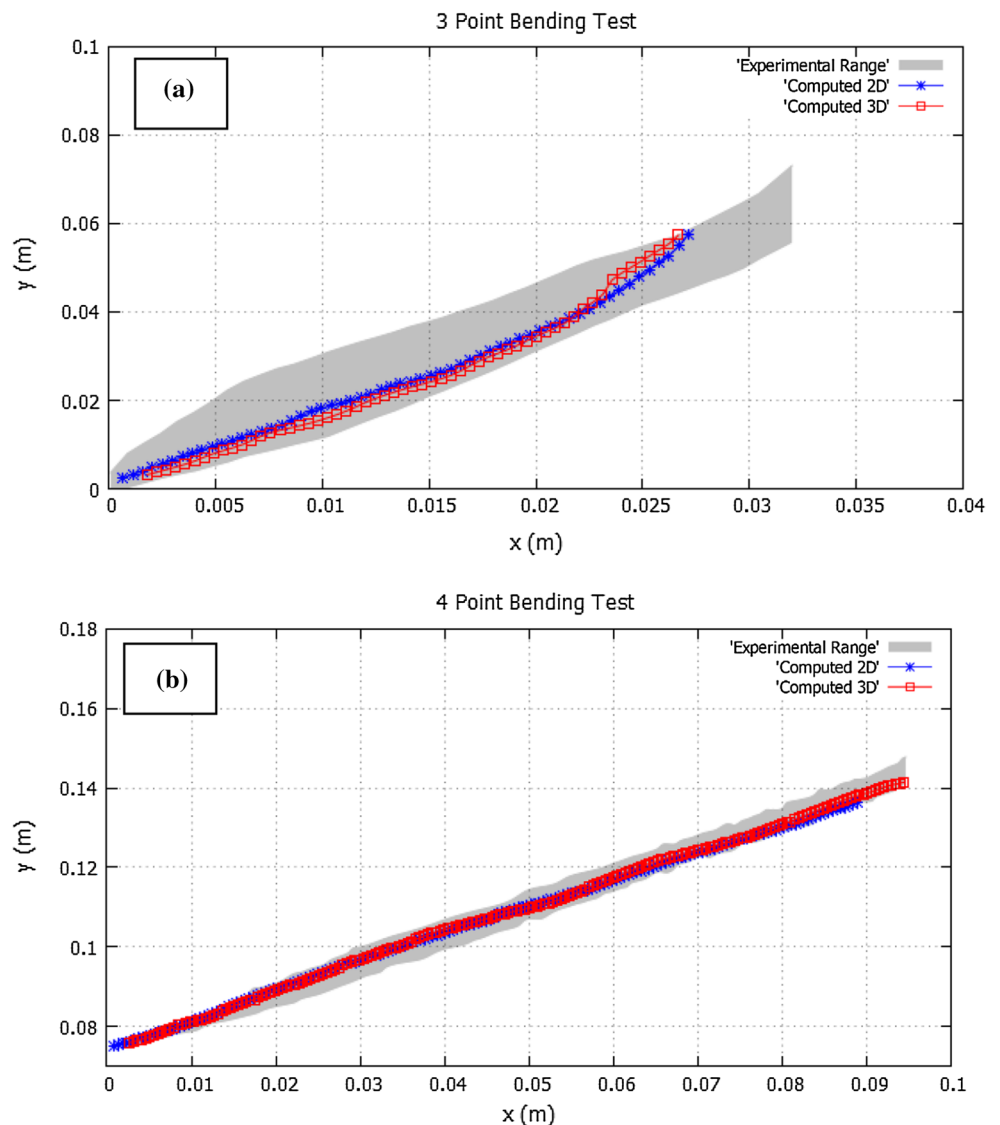 3 Point Bending Test
(a)
'Experimental Range'
'Computed 2D'
'Computed 3D'
y (m)
0.1
0.08
0.06
0.04
0.02
0
0 0.005 0.01 0.015 0.02 0.025 0.03 0.035 0.04
x (m)
4 Point Bending Test
(b)
'Experimental Range'
'Computed 2D'
'Computed 3D'
y (m)
0.18
0.16
0.14
0.12
0.1
0.08
0 0.01 0.02 0.03 0.04 0.05 0.06 0.07 0.08 0.09 0.1
x (m)